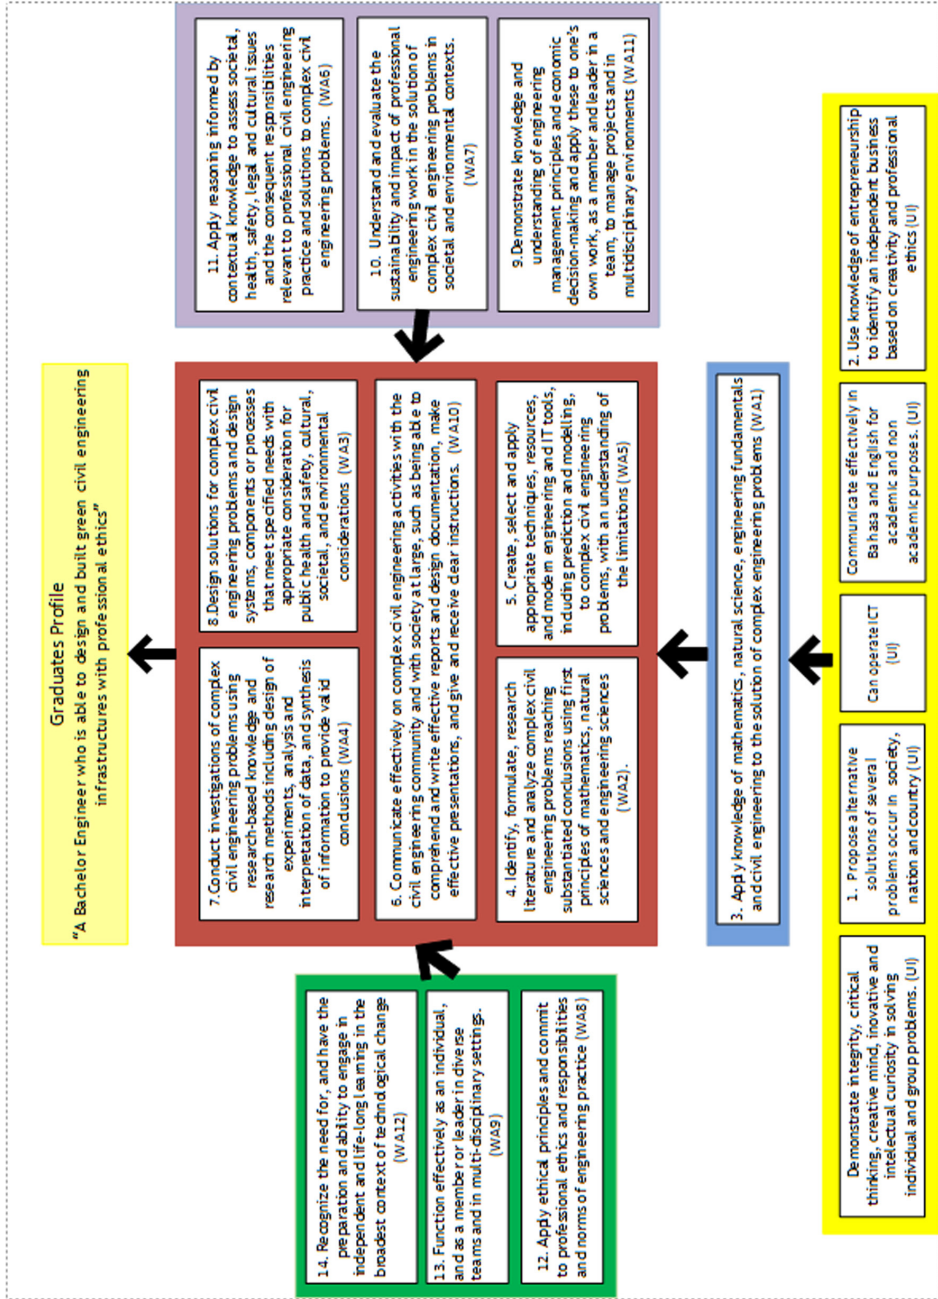 Graduates Profile
“A Bachelor Engineer who is able to design and built green civil engineering
infrastructures with professional ethics”
14. Recognize the need for, and have the
preparation and ability to engage in
independent and life-long learning in the
broadest context of technological change
(WA12)
13. Function effectively as an individual,
and as a member or leader in diverse
teams and in multi-disciplinary settings.
(WA9)
12. Apply ethical principles and commit
to professional ethics and responsibilities
and norms of engineering practice (WA8)
7.Conduct investigations of complex
civil engineering problems using
research-based knowledge and
research methods including design of
experiments, analysis and
interpretation of data, and synthesis
of information to provide valid
conclusions (WA4)
8.Design solutions for complex civil
engineering problems and design
systems, components or processes
that meet specified needs with
appropriate consideration for
public health and safety, cultural,
societal, and environmental
considerations (WA3)
6. Communicate effectively on complex civil engineering activities with the
civil engineering community and with society at large, such as being able to
comprehend and write effective reports and design documentation, make
effective presentations, and give and receive clear instruction. (WA10)
4. Identify, formulate, research
literature and analyze complex civil
engineering problems reaching
substantiated conclusions using first
principles of mathematics, natural
sciences and engineering sciences
(WA2).
5. Create, select and apply
appropriate techniques, resources,
and modern engineering and IT tools,
including prediction and modelling,
to complex civil engineering
problems, with an understanding of
the limitations (WA5)
11. Apply reasoning informed by
contextual knowledge to assess societal,
health, safety, legal and cultural issues
and the consequent responsibilities
relevant to professional civil engineering
practice and solutions to complex civil
engineering problems. (WA6)
10. Understand and evaluate the
sustainability and impact of professional
engineering work in the solution of
complex civil engineering problems in
societal and environmental contexts.
(WA7)
9.Demonstrate knowledge and
understanding of engineering
management principles and economic
decision-making and apply these to one’s
own work, as a member and leader in a
team, to manage projects and in
multidisciplinary environments (WA11)
3. Apply knowledge of mathematics, natural science, engineering fundamentals
and civil engineering to the solution of complex engineering problems (WA1)
Demonstrate integrity, critical
thinking, creative mind, inovative and
intelectual curiosity in solving
individual and group problems. (UI)
1. Propose alternative
solutions of several
problems occur in society,
nation and country (UI)
Can operate ICT
(UI)
Communicate effectively in
Bahasa and English for
academic and non
academic purposes. (UI)
2. Use knowledge of entrepreneurship
to identify an independent business
based on creativity and professional
ethics (UI)